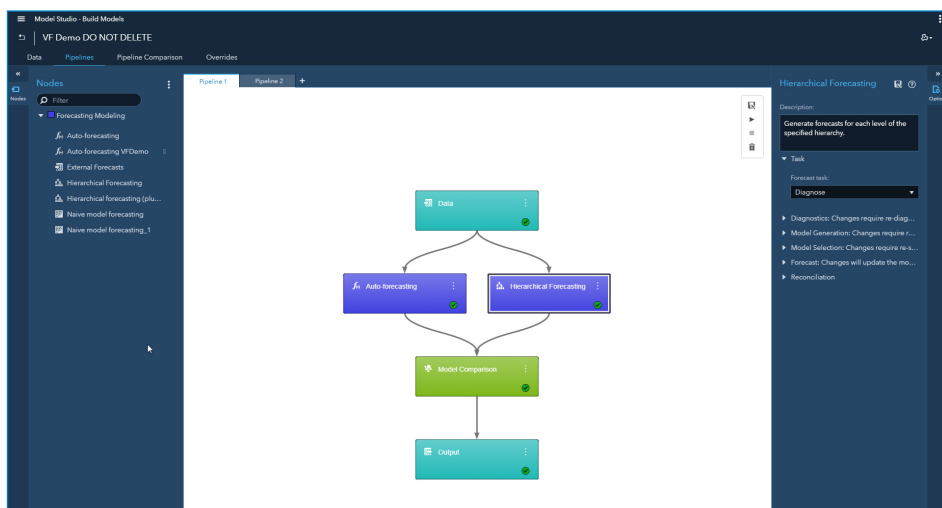 Model Studio - Build Models
VF Demo DO NOT DELETE
Data Pipelines Pipeline Comparison Overrides
Nodes
Nodes
Filter
Forecasting Modeling
Auto-forecasting
Auto-forecasting VFDemo
External Forecasts
Hierarchical Forecasting
Hierarchical forecasting (plu...
Naive model forecasting
Naive model forecasting_1
Pipeline 1 Pipeline 2 +
Data
Auto-forecasting
Hierarchical Forecasting
Model Comparison
Output
Hierarchical Forecasting
Description:
Generate forecasts for each level of the
specified hierarchy.
Task
Forecast task:
Diagnose
Diagnostics: Changes require re-diag...
Model Generation: Changes require r...
Model Selection: Changes require re-s...
Forecast: Changes will update the mo...
Reconciliation